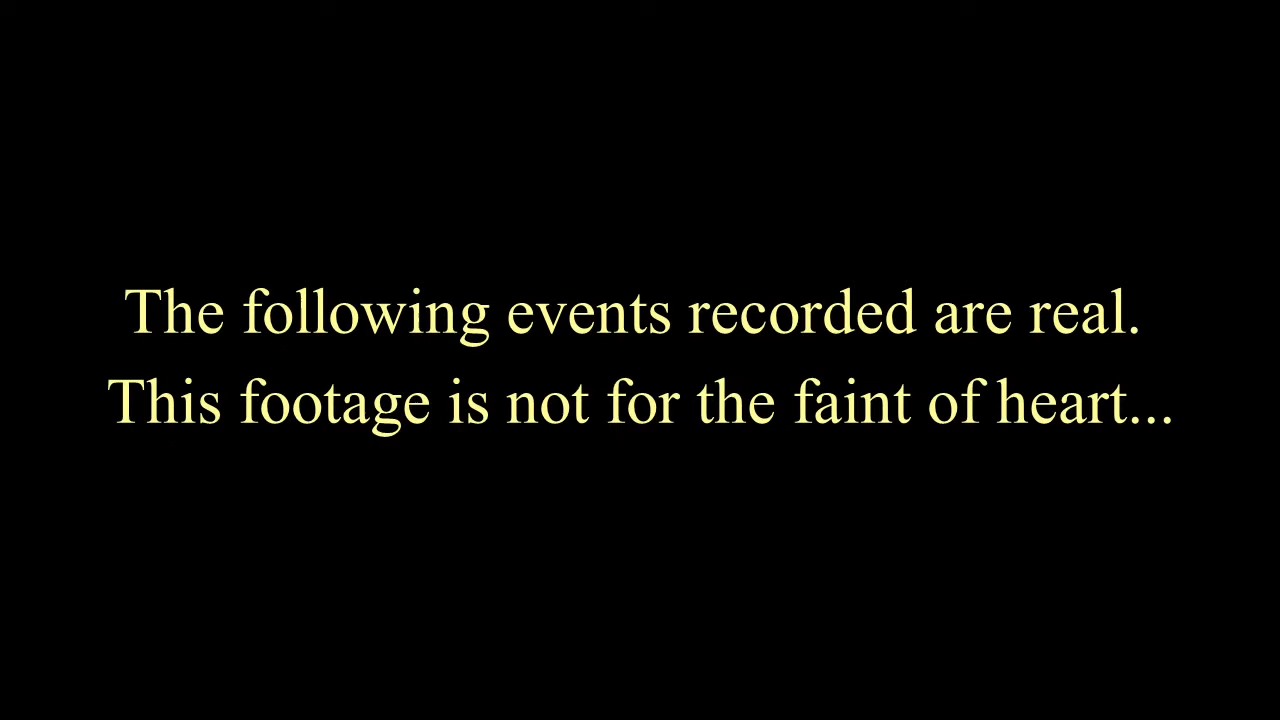 The following events recorded are real.
This footage is not for the faint of heart...